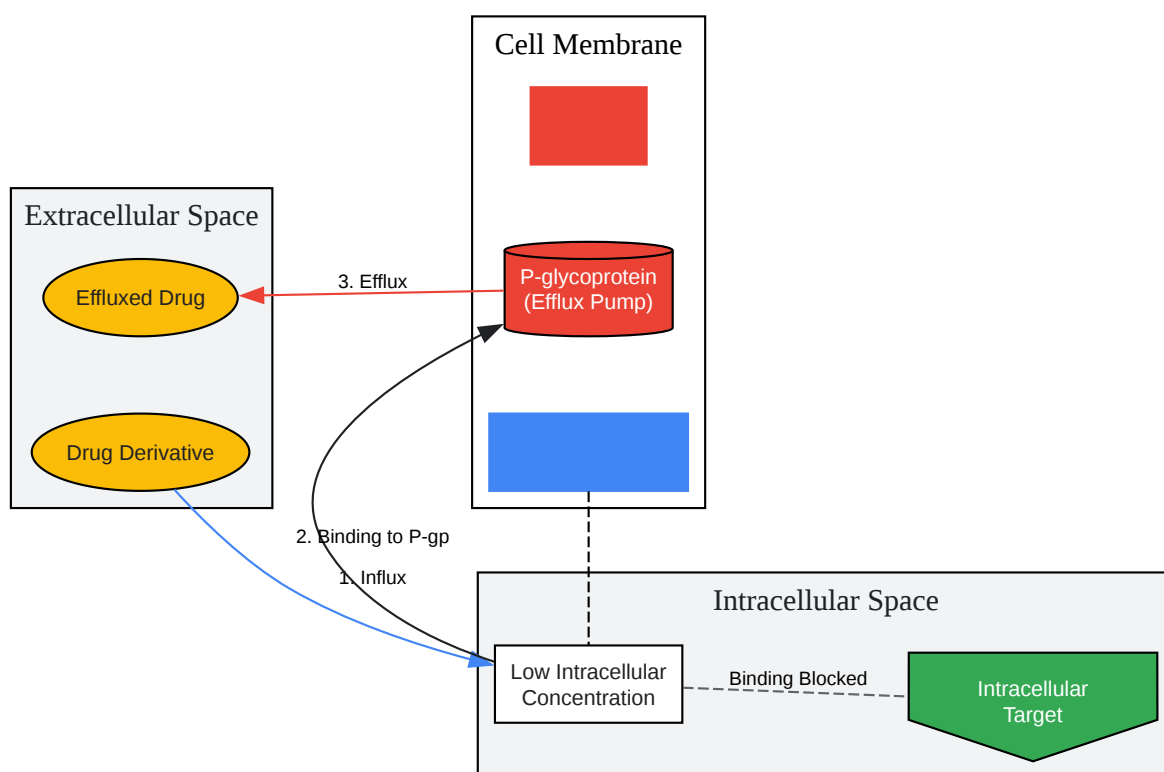 Cell Membrane
Extracellular Space
P-glycoprotein
(Efflux Pump)
3. Efflux
Effluxed Drug
Drug Derivative
2. Binding to P-gp
1. Influx
Intracellular Space
Low Intracellular
Concentration
Binding Blocked
Intracellular
Target